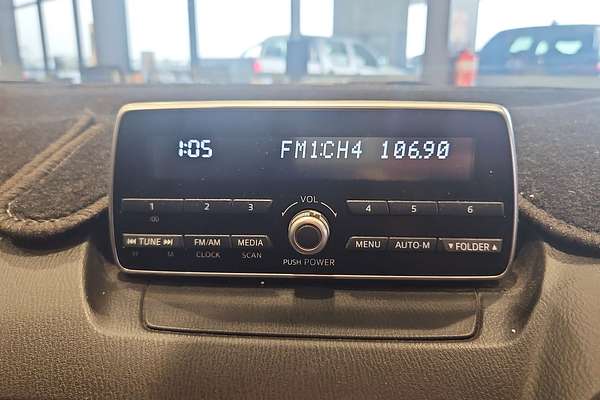 1:05 FM1:CH4 106.90
VOL
1 2 3 4 5 6
⏮ TUNE ⏭ FM/AM MEDIA MENU AUTO-M ▼ FOLDER ▲
H M CLOCK SCAN PUSH POWER